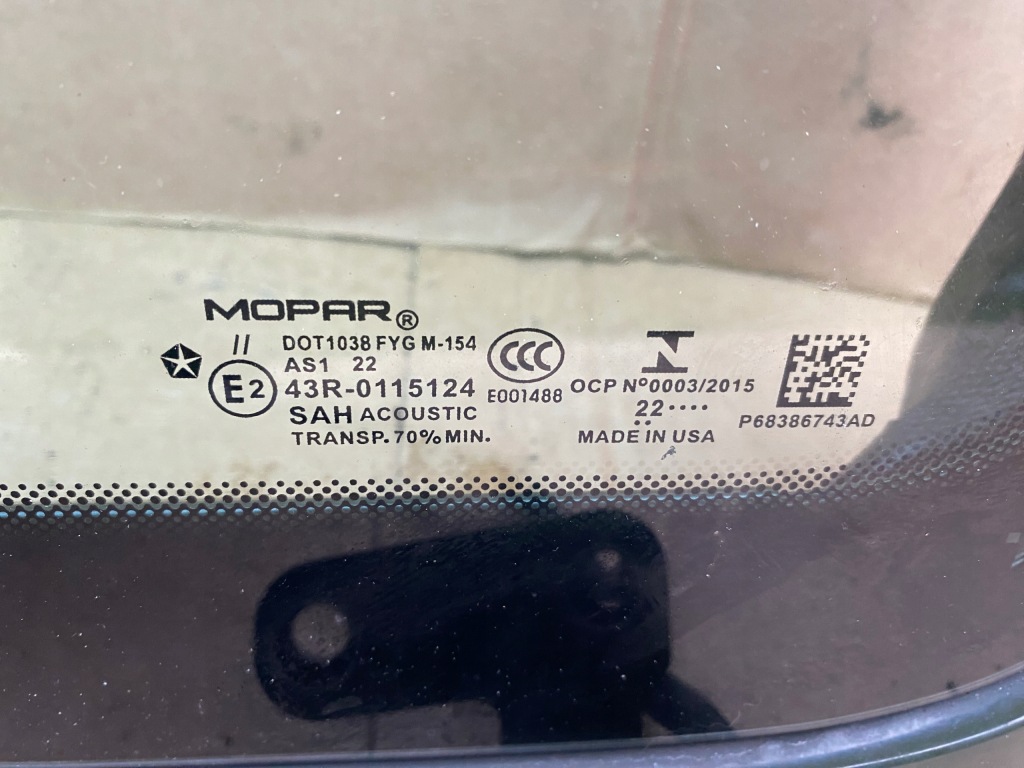 MOPAR®
// DOT1038 FYG M-154
AS1 22
E2 43R-0115124
SAH ACOUSTIC
TRANSP. 70% MIN.
CCC
E001488
OCP Nº0003/2015
22····
MADE IN USA
P68386743AD